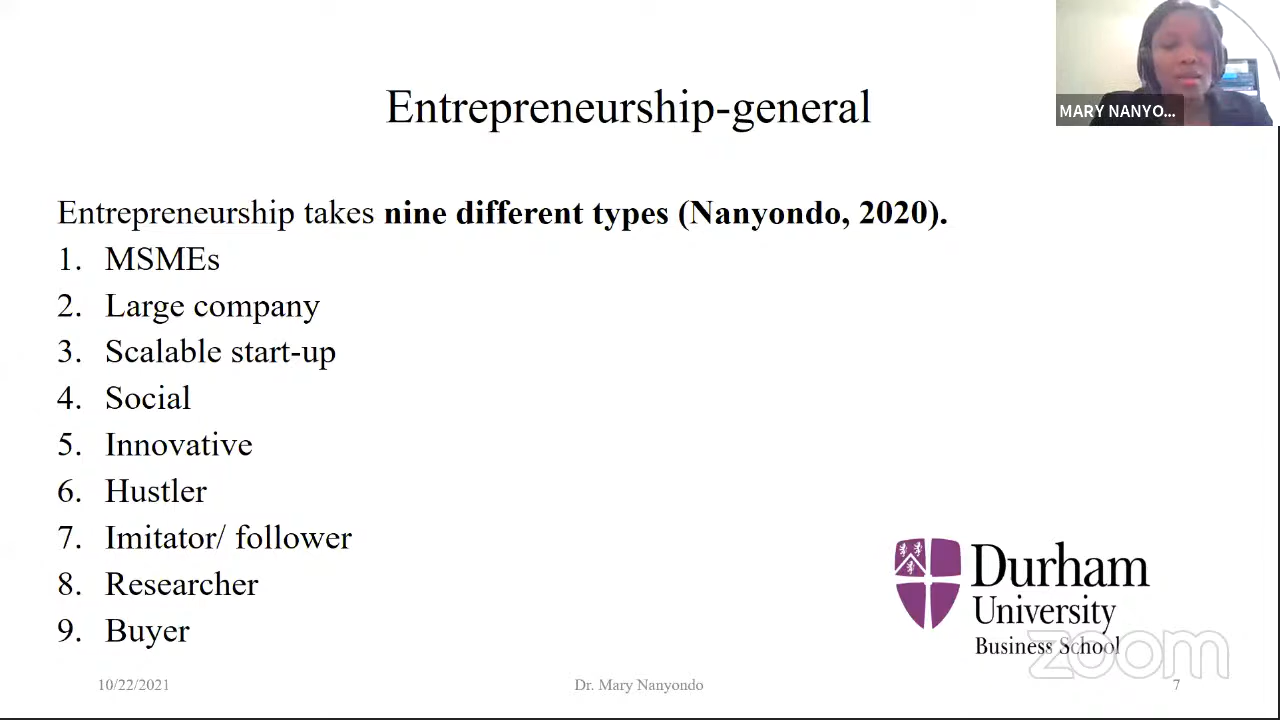 Entrepreneurship-general
MARY NANYO...
Entrepreneurship takes nine different types (Nanyondo, 2020).
1. MSMEs
2. Large company
3. Scalable start-up
4. Social
5. Innovative
6. Hustler
7. Imitator/ follower
8. Researcher
9. Buyer
Durham
University
Business School
zoom
10/22/2021
Dr. Mary Nanyondo
7